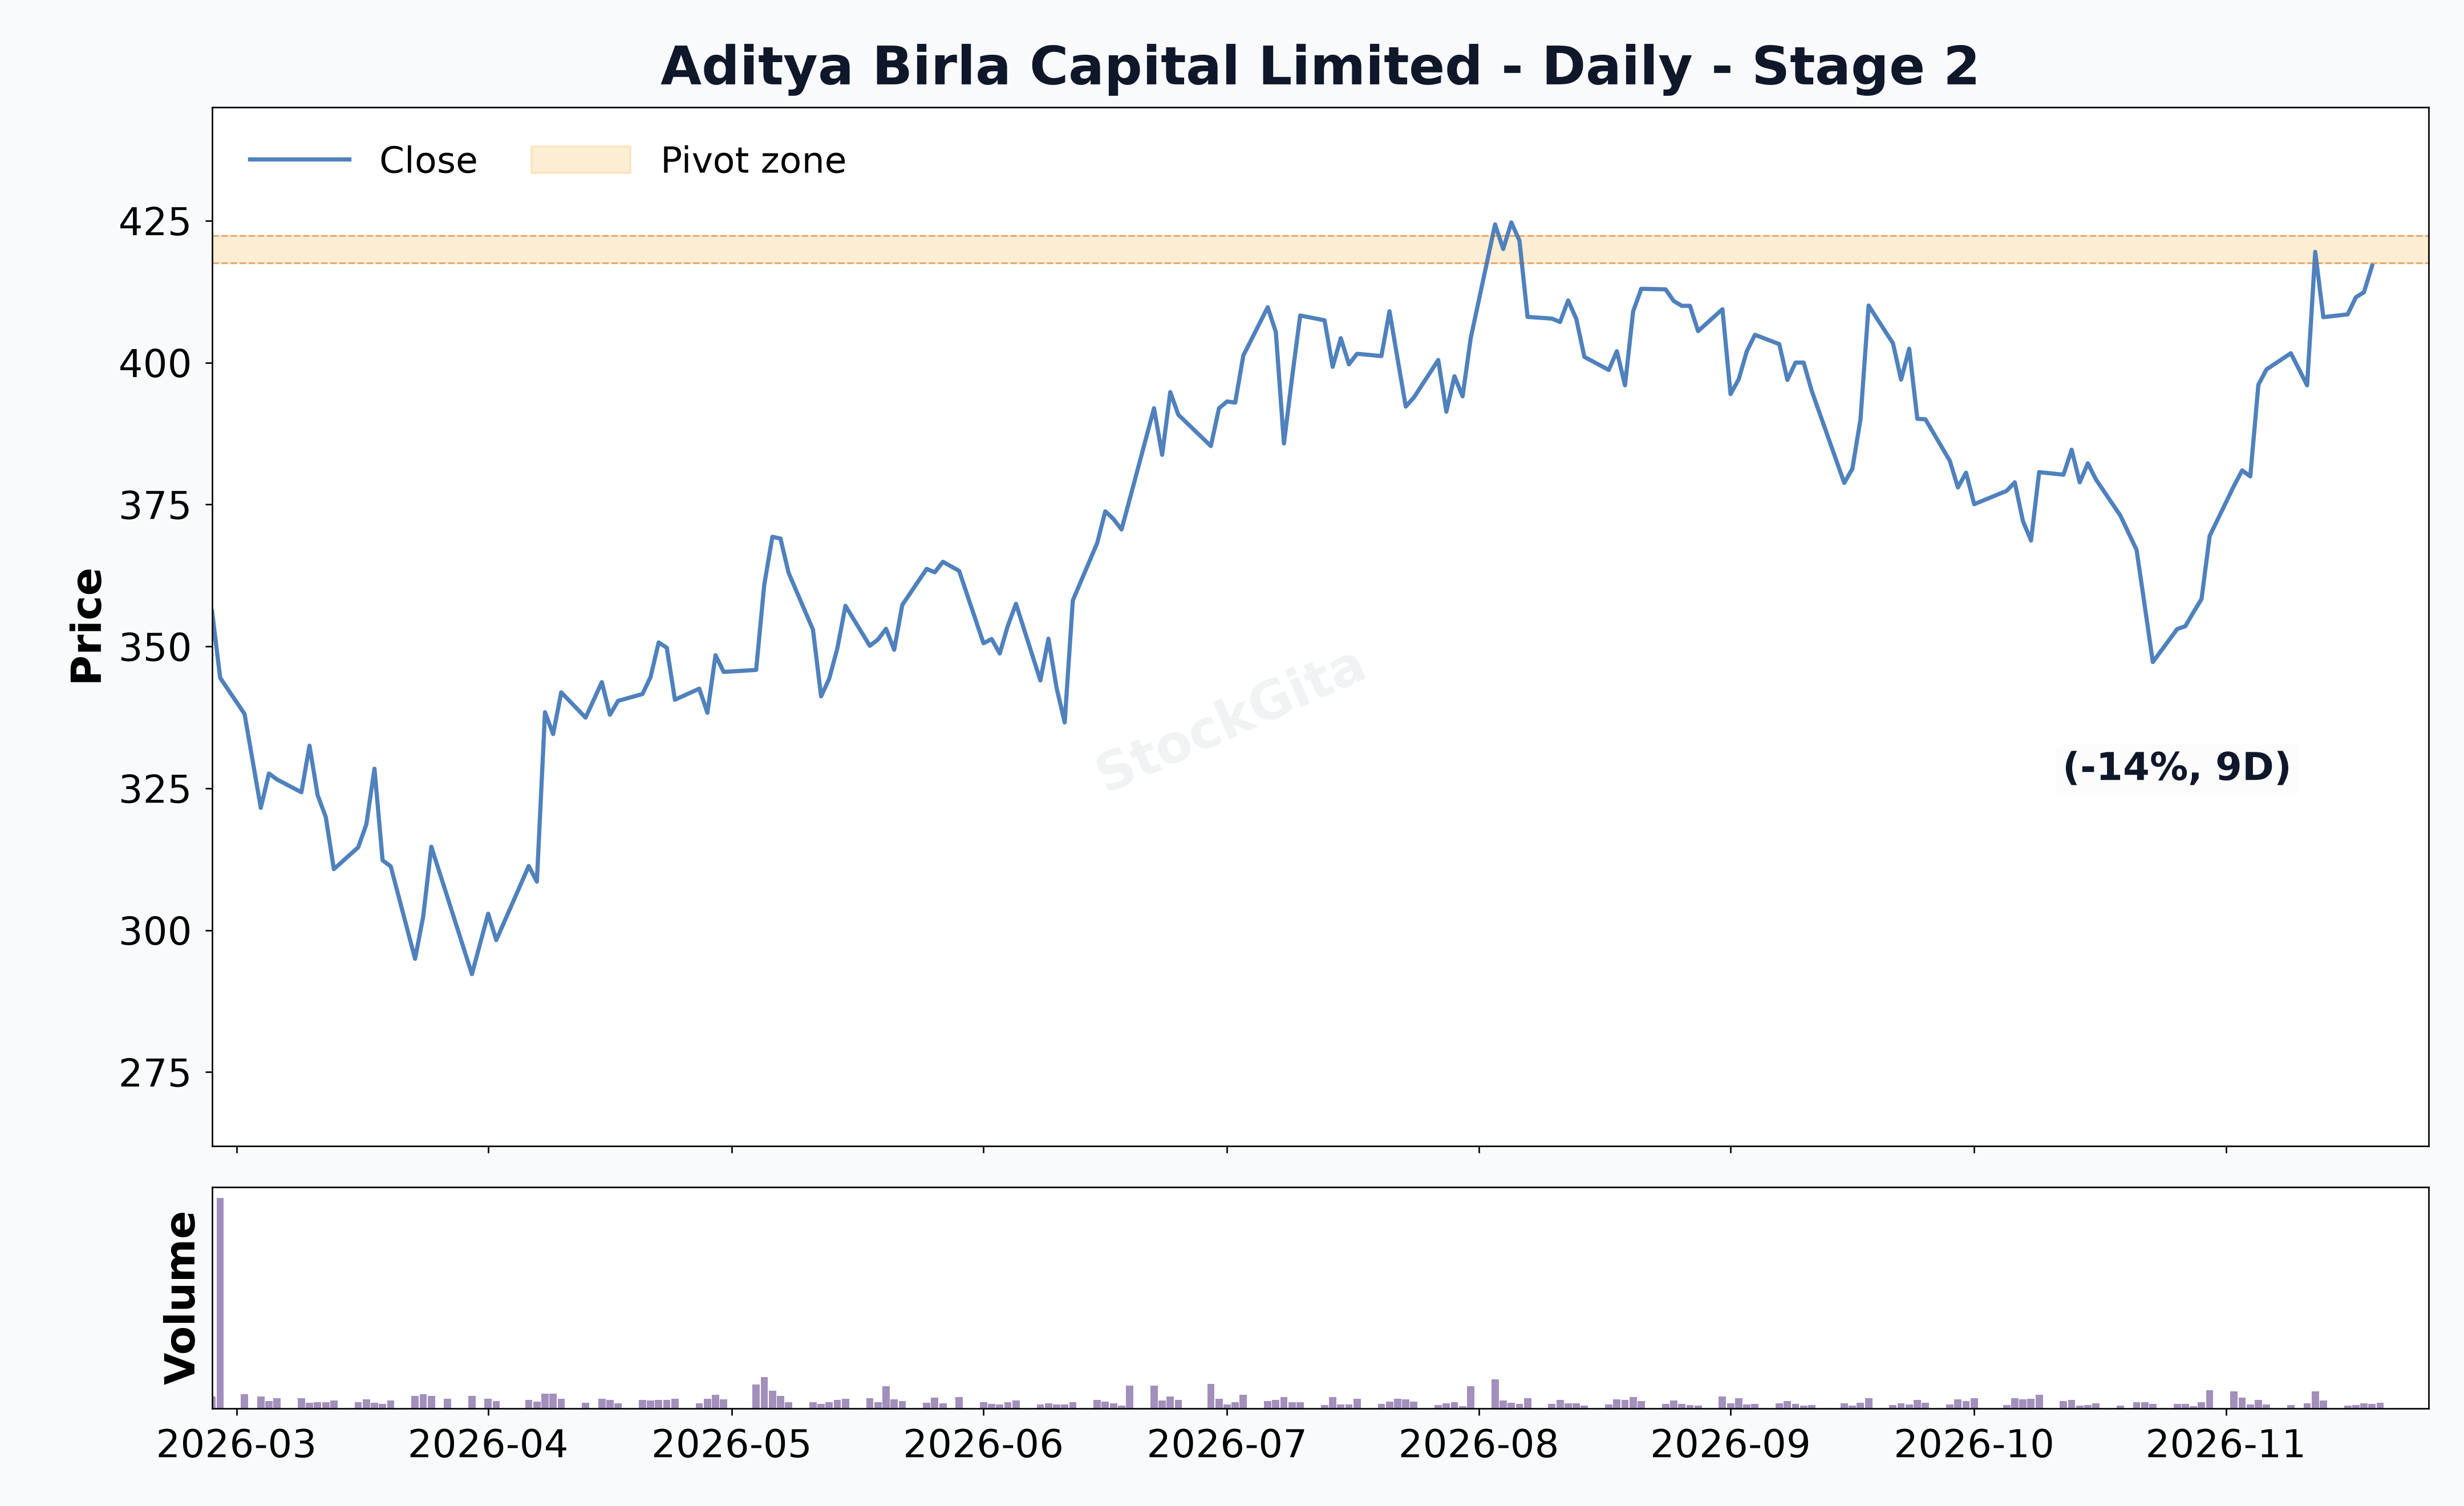 Aditya Birla Capital Limited - Daily - Stage 2
Close
Pivot zone
425
400
375
350
325
300
275
Price
StockGita
(-14%, 9D)
Volume
2026-03
2026-04
2026-05
2026-06
2026-07
2026-08
2026-09
2026-10
2026-11